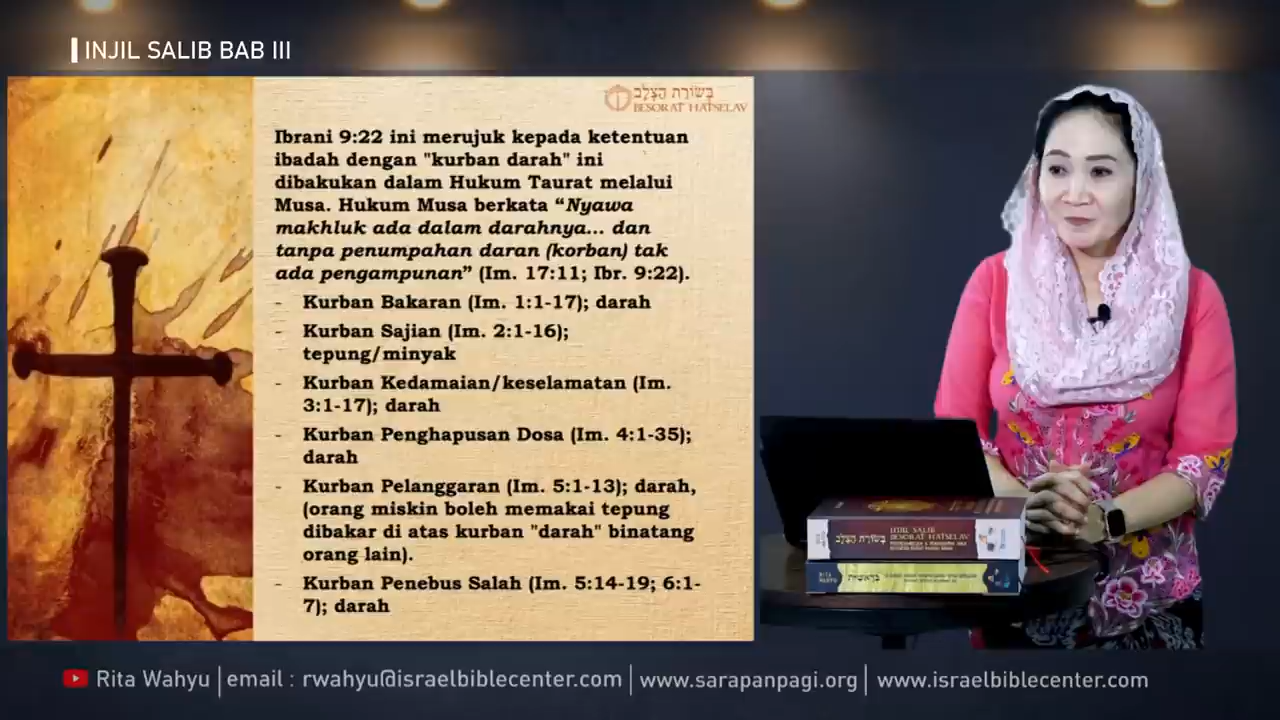 INJIL SALIB BAB III
בְּשׂוֹרַת הַצְּלָב
BESORAT HATSELAV
Ibrani 9:22 ini merujuk kepada ketentuan
ibadah dengan "kurban darah" ini
dibakukan dalam Hukum Taurat melalui
Musa. Hukum Musa berkata “Nyawa
makhluk ada dalam darahnya... dan
tanpa penumpahan daran (korban) tak
ada pengampunan” (Im. 17:11; Ibr. 9:22).
- Kurban Bakaran (Im. 1:1-17); darah
- Kurban Sajian (Im. 2:1-16);
tepung/minyak
- Kurban Kedamaian/keselamatan (Im.
3:1-17); darah
- Kurban Penghapusan Dosa (Im. 4:1-35);
darah
- Kurban Pelanggaran (Im. 5:1-13); darah,
(orang miskin boleh memakai tepung
dibakar di atas kurban "darah" binatang
orang lain).
- Kurban Penebus Salah (Im. 5:14-19; 6:1-
7); darah
INJIL SALIB
BESORAT HATSELAV
בְּשׂוֹרַת הַצְּלָב
RITA
WAHYU
בראשית
Rita Wahyu | email : rwahyu@israelbiblecenter.com | www.sarapanpagi.org | www.israelbiblecenter.com